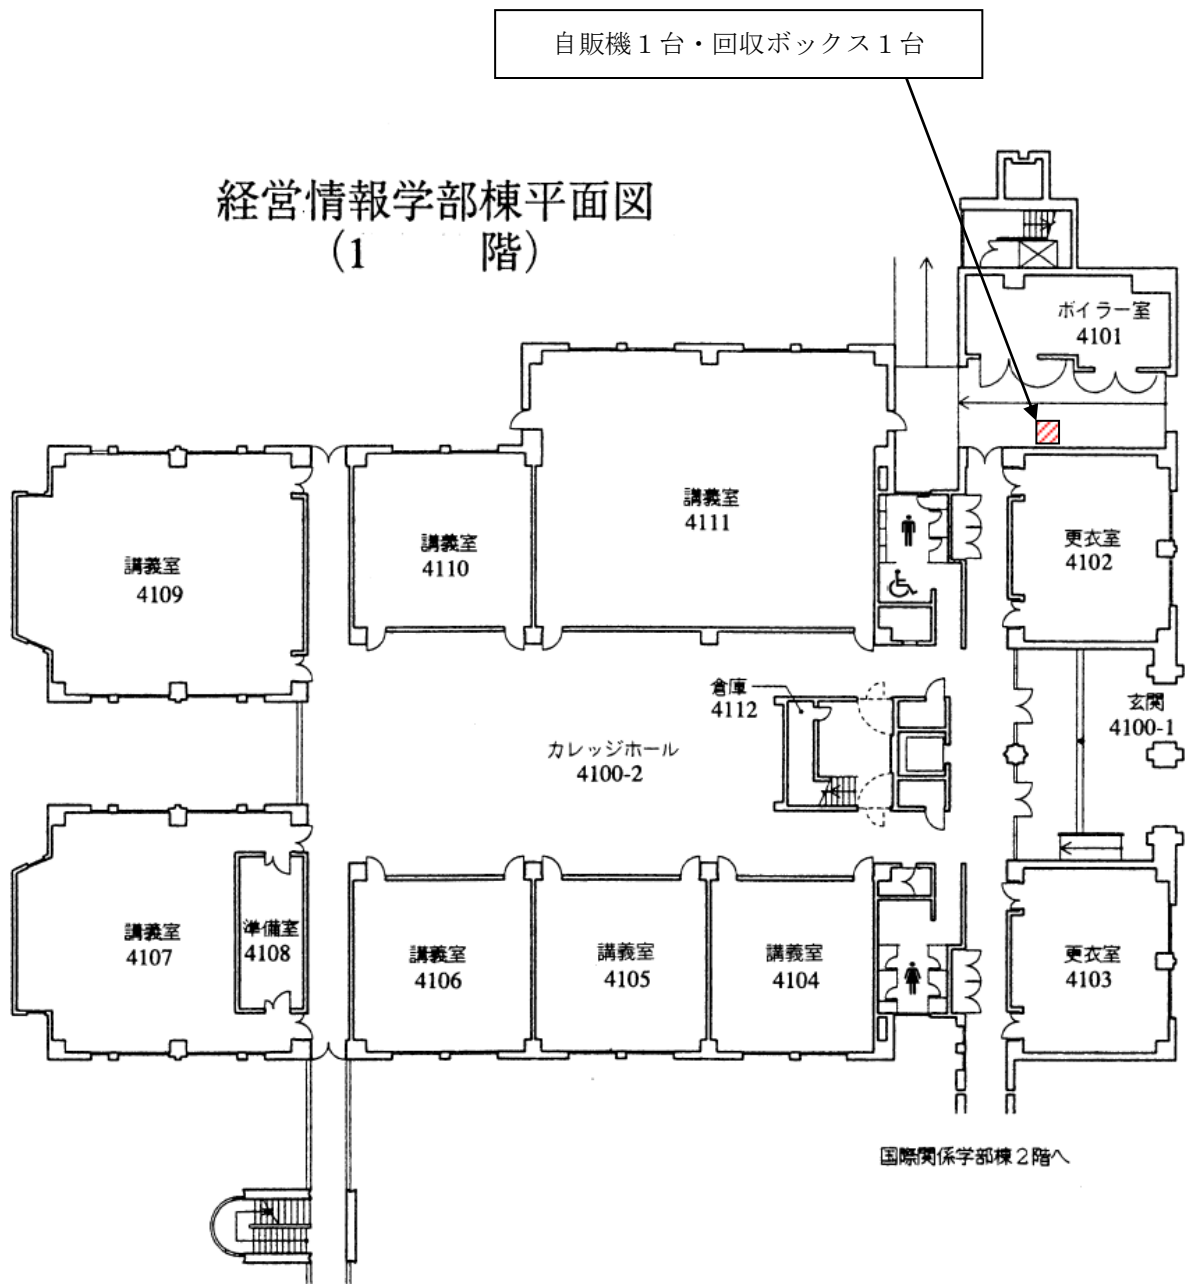 自販機１台・回収ボックス１台
経営情報学部棟平面図
(1 階)
ボイラー室
4101
講義室
4111
講義室
4110
講義室
4109
更衣室
4102
倉庫
4112
玄関
4100-1
カレッジホール
4100-2
講義室
4107
準備室
4108
講義室
4106
講義室
4105
講義室
4104
更衣室
4103
国際関係学部棟２階へ